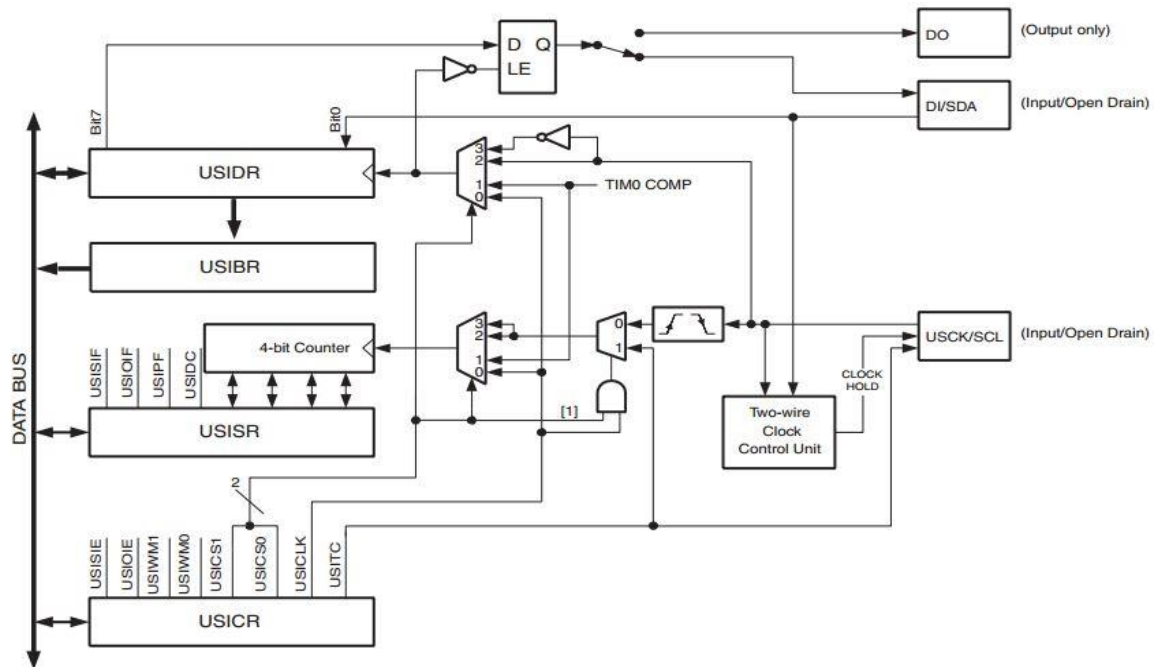 D Q
LE
DO
(Output only)
DI/SDA
(Input/Open Drain)
Bit7
Bit0
USIDR
3
2
1
0
TIM0 COMP
USIBR
DATA BUS
4-bit Counter
3
2
1
0
0
1
USCK/SCL
(Input/Open Drain)
CLOCK
HOLD
USISIF
USIOIF
USIPF
USIDC
[1]
Two-wire
Clock
Control Unit
USISR
2
USISIE
USIOIE
USIWM1
USIWM0
USICS1
USICS0
USICLK
USITC
USICR